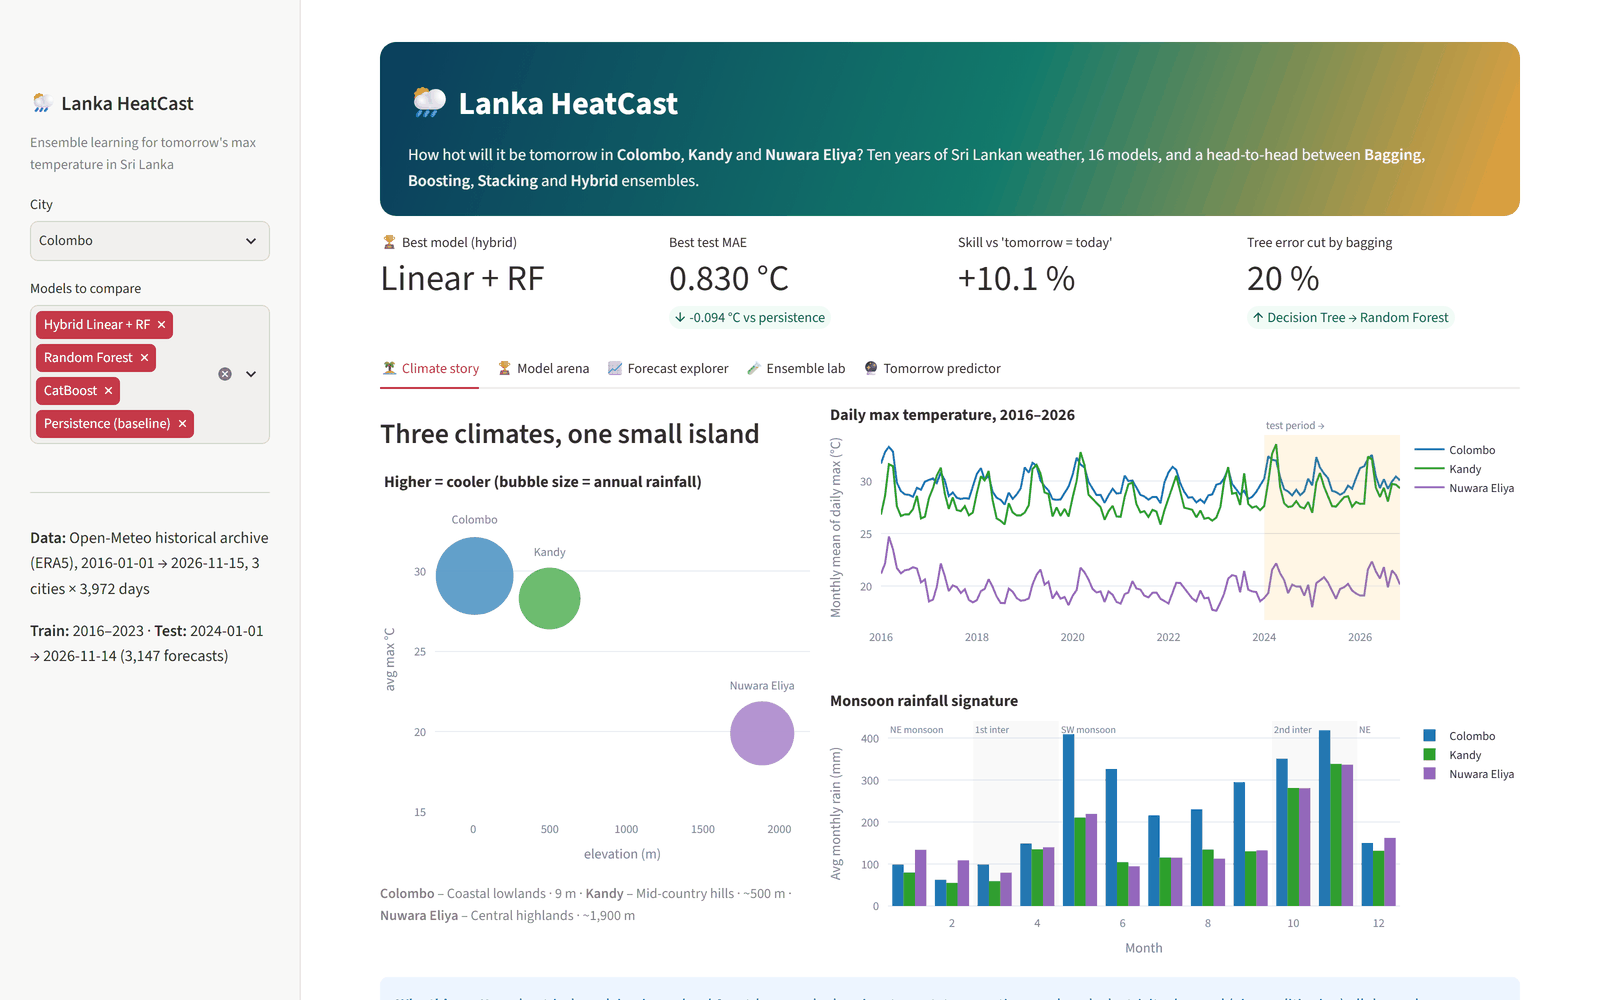 Lanka HeatCast
Ensemble learning for tomorrow's max
temperature in Sri Lanka
City
Colombo
Models to compare
Hybrid Linear + RF ×
Random Forest ×
CatBoost ×
Persistence (baseline) ×
Data: Open-Meteo historical archive
(ERA5), 2016-01-01 → 2026-11-15, 3
cities × 3,972 days
Train: 2016–2023 · Test: 2024-01-01
→ 2026-11-14 (3,147 forecasts)
Lanka HeatCast
How hot will it be tomorrow in Colombo, Kandy and Nuwara Eliya? Ten years of Sri Lankan weather, 16 models, and a head-to-head between Bagging,
Boosting, Stacking and Hybrid ensembles.
Best model (hybrid)
Linear + RF
Best test MAE
0.830 °C
↓ -0.094 °C vs persistence
Skill vs 'tomorrow = today'
+10.1 %
Tree error cut by bagging
20 %
↑ Decision Tree → Random Forest
Climate story
Model arena
Forecast explorer
Ensemble lab
Tomorrow predictor
Three climates, one small island
Higher = cooler (bubble size = annual rainfall)
Colombo
Kandy
Nuwara Eliya
30
25
20
15
avg max °C
0 500 1000 1500 2000
elevation (m)
Colombo – Coastal lowlands · 9 m · Kandy – Mid-country hills · ~500 m ·
Nuwara Eliya – Central highlands · ~1,900 m
Daily max temperature, 2016–2026
test period →
Monthly mean of daily max (°C)
30
25
20
2016 2018 2020 2022 2024 2026
Colombo
Kandy
Nuwara Eliya
Monsoon rainfall signature
NE monsoon 1st inter SW monsoon 2nd inter NE
Avg monthly rain (mm)
400
300
200
100
0
2 4 6 8 10 12
Month
Colombo
Kandy
Nuwara Eliya